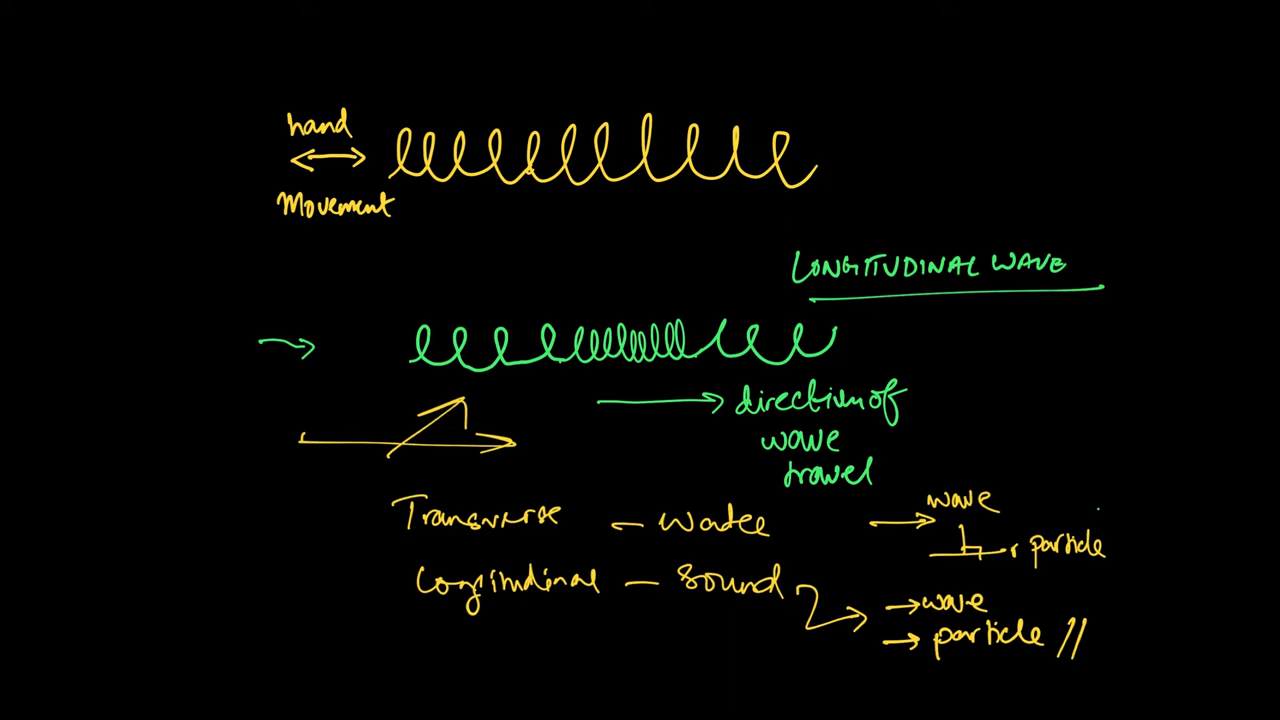 hand
Movement
LONGITUDINAL WAVE
direction of
wave
travel
Transverse – water
wave
particle
Longitudinal – Sound
→ wave
→ particle //